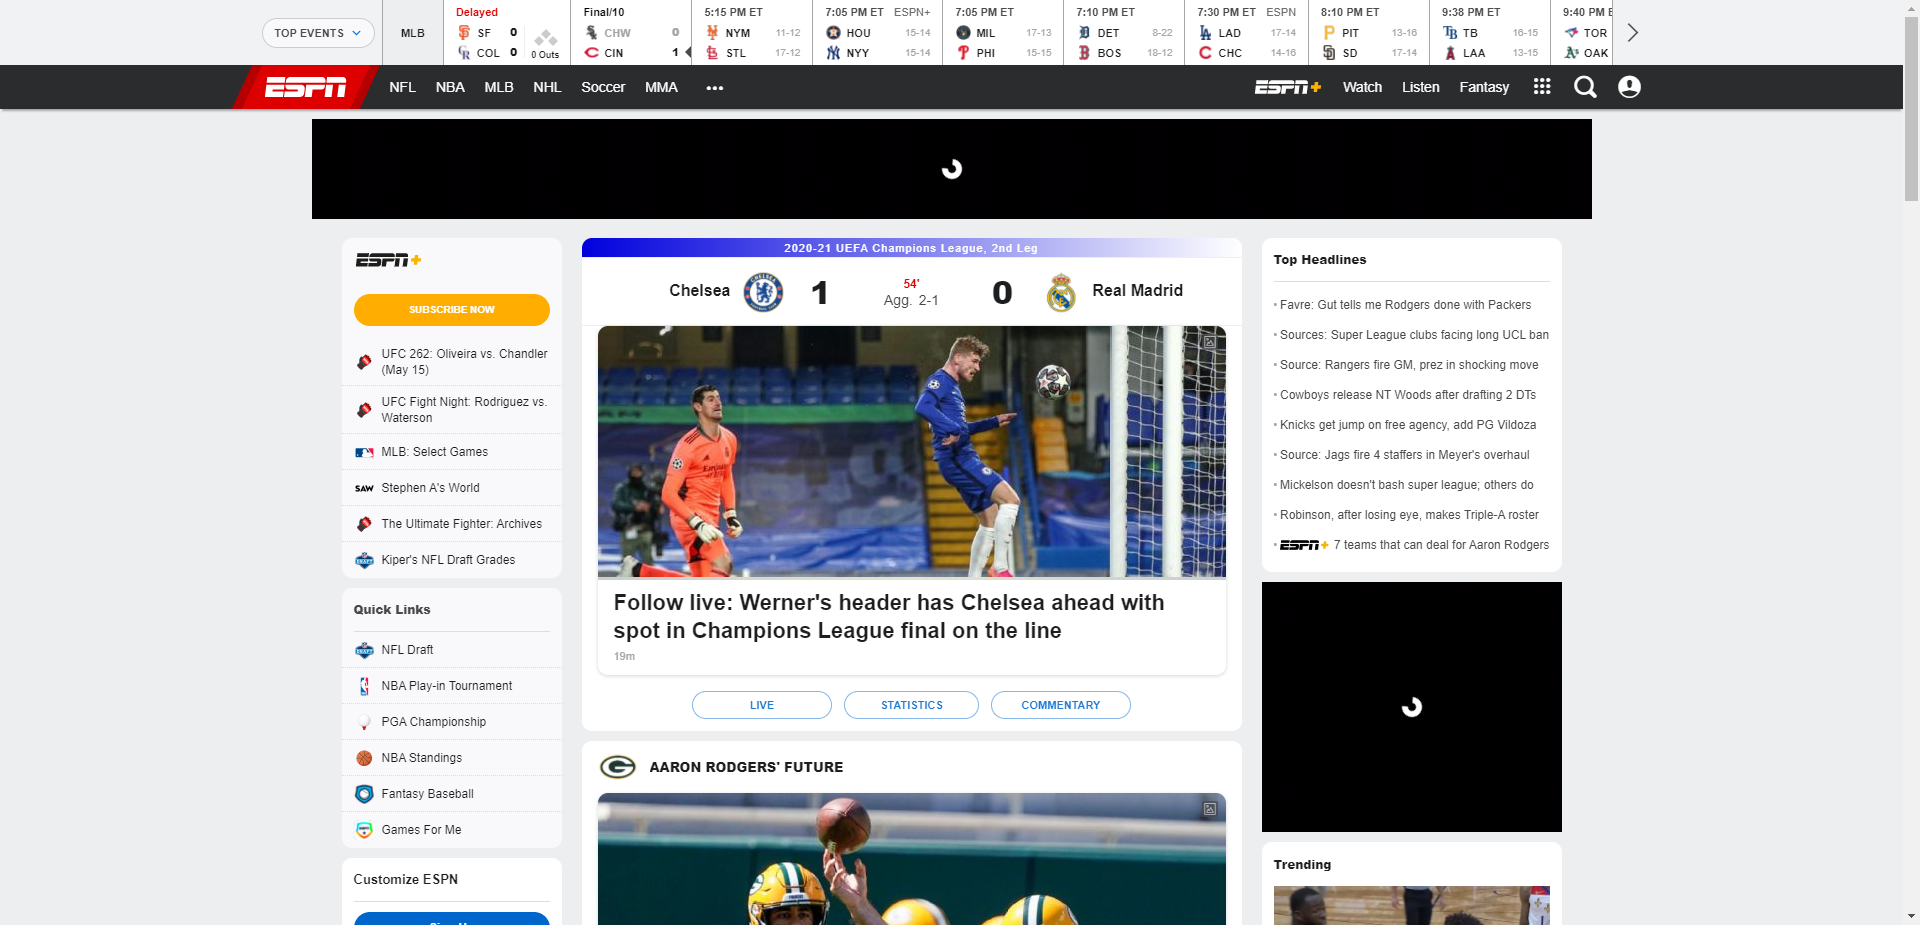 TOP EVENTS
MLB
Delayed
SF 0
COL 0
0 Outs
Final/10
CHW 0
CIN 1
5:15 PM ET
NYM 11-12
STL 17-12
7:05 PM ET ESPN+
HOU 15-14
NYY 15-14
7:05 PM ET
MIL 17-13
PHI 15-15
7:10 PM ET
DET 8-22
BOS 18-12
7:30 PM ET ESPN
LAD 17-14
CHC 14-16
8:10 PM ET
PIT 13-16
SD 17-14
9:38 PM ET
TB 16-15
LAA 13-15
9:40 PM E
TOR
OAK
ESPN NFL NBA MLB NHL Soccer MMA ESPN+ Watch Listen Fantasy
ESPN+
SUBSCRIBE NOW
UFC 262: Oliveira vs. Chandler
(May 15)
UFC Fight Night: Rodriguez vs.
Waterson
MLB: Select Games
SAW Stephen A's World
The Ultimate Fighter: Archives
Kiper's NFL Draft Grades
Quick Links
NFL Draft
NBA Play-in Tournament
PGA Championship
NBA Standings
Fantasy Baseball
Games For Me
Customize ESPN
2020-21 UEFA Champions League, 2nd Leg
Chelsea 1 54' 0 Real Madrid
Agg. 2-1
Follow live: Werner's header has Chelsea ahead with
spot in Champions League final on the line
19m
LIVE STATISTICS COMMENTARY
AARON RODGERS' FUTURE
Top Headlines
Favre: Gut tells me Rodgers done with Packers
Sources: Super League clubs facing long UCL ban
Source: Rangers fire GM, prez in shocking move
Cowboys release NT Woods after drafting 2 DTs
Knicks get jump on free agency, add PG Vildoza
Source: Jags fire 4 staffers in Meyer's overhaul
Mickelson doesn't bash super league; others do
Robinson, after losing eye, makes Triple-A roster
ESPN+ 7 teams that can deal for Aaron Rodgers
Trending